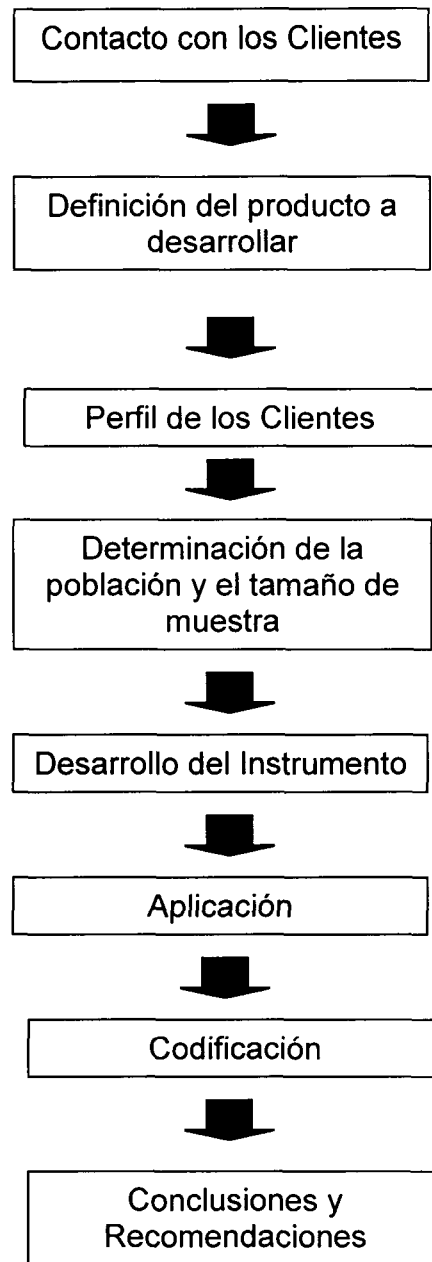 Contacto con los Clientes
Definición del producto a
desarrollar
Perfil de los Clientes
Determinación de la
población y el tamaño de
muestra
Desarrollo del Instrumento
Aplicación
Codificación
Conclusiones y
Recomendaciones